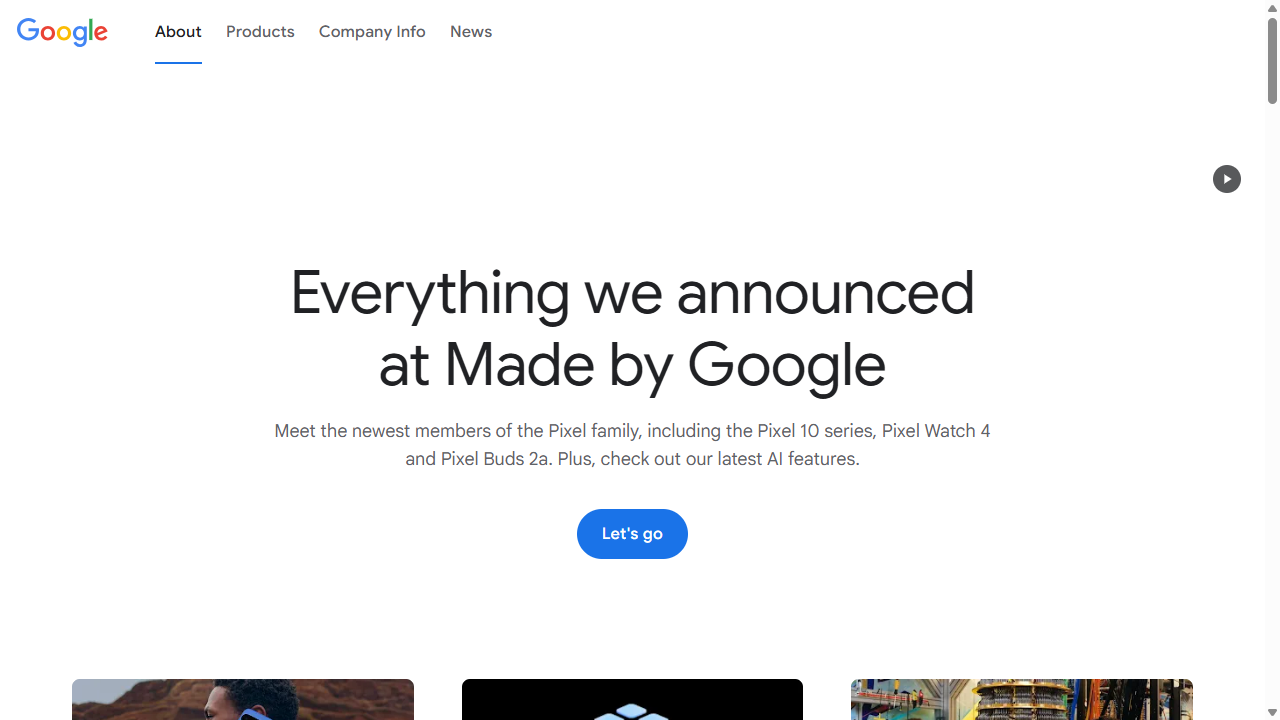 Google
About
Products
Company Info
News
Everything we announced
at Made by Google
Meet the newest members of the Pixel family, including the Pixel 10 series, Pixel Watch 4
and Pixel Buds 2a. Plus, check out our latest AI features.
Let's go